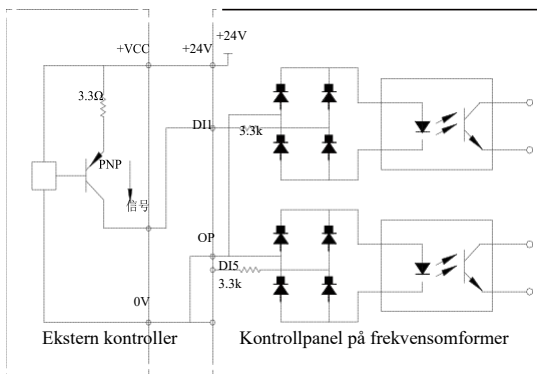 +24V
+VCC
+24V
3.3Ω
DI1
3.3k
PNP
信号
OP
DI5
3.3k
0V
Ekstern kontroller
Kontrollpanel på frekvensomformer